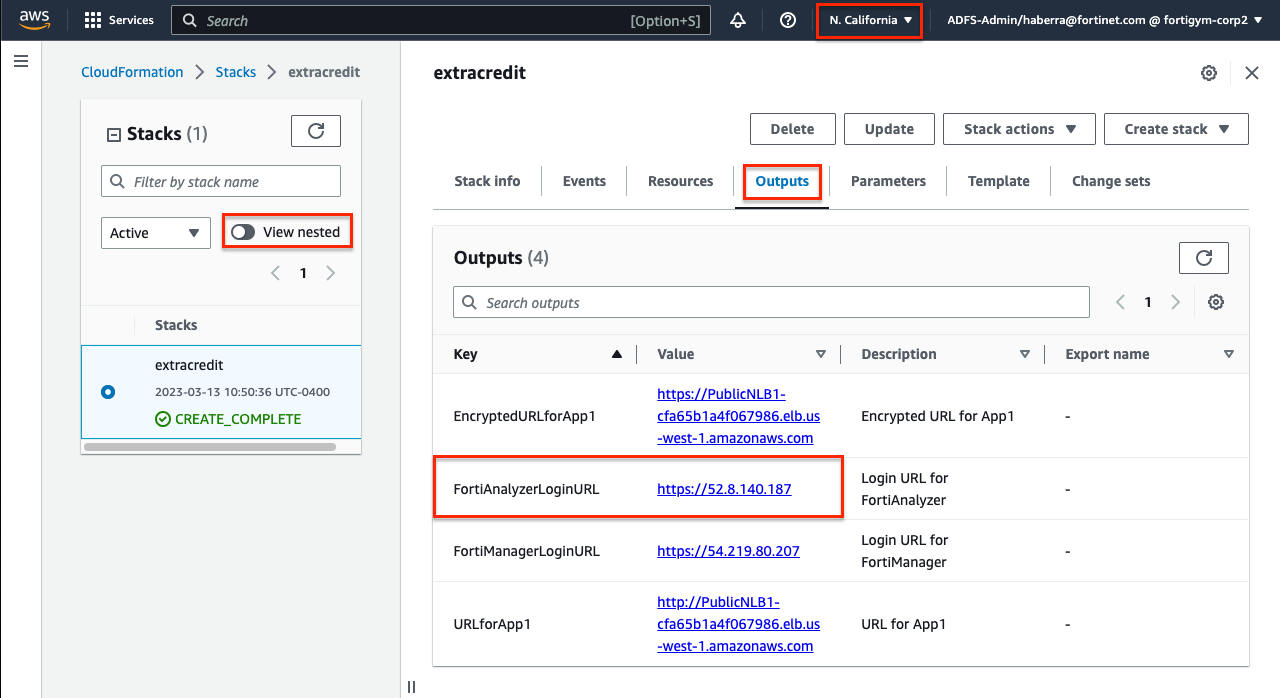 aws
Services
Search
[Option+S]
N. California
ADFS-Admin/haberra@fortinet.com @ fortigym-corp2
CloudFormation
Stacks
extracredit
Stacks (1)
Filter by stack name
Active
View nested
1
Stacks
extracredit
2023-03-13 10:50:36 UTC-0400
CREATE_COMPLETE
extracredit
Delete
Update
Stack actions
Create stack
Stack info
Events
Resources
Outputs
Parameters
Template
Change sets
Outputs (4)
Search outputs
1
Key
Value
Description
Export name
EncryptedURLforApp1
https://PublicNLB1-
cfa65b1a4f067986.elb.us
-west-1.amazonaws.com
Encrypted URL for App1
-
FortiAnalyzerLoginURL
https://52.8.140.187
Login URL for
FortiAnalyzer
-
FortiManagerLoginURL
https://54.219.80.207
Login URL for
FortiManager
-
URLforApp1
http://PublicNLB1-
cfa65b1a4f067986.elb.us
-west-1.amazonaws.com
URL for App1
-